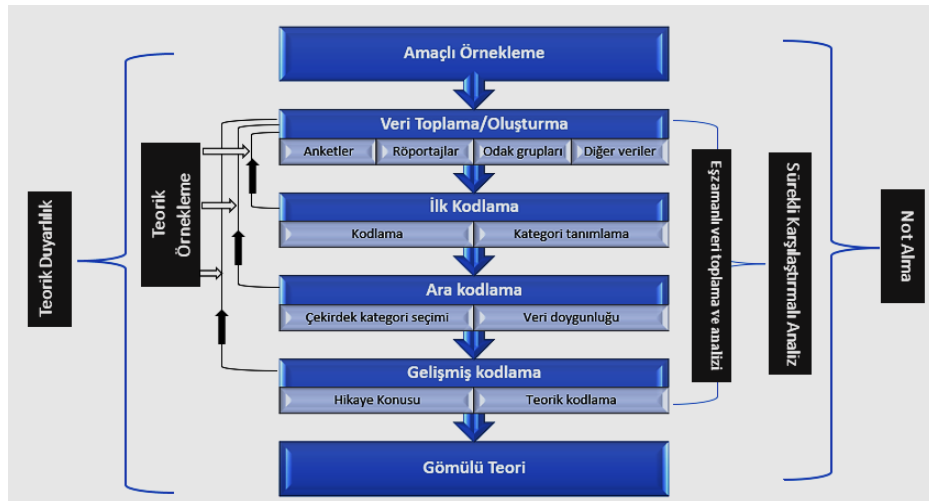 Amaçlı Örnekleme
Veri Toplama/Oluşturma
Anketler
Röportajlar
Odak grupları
Diğer veriler
İlk Kodlama
Kodlama
Kategori tanımlama
Ara kodlama
Çekirdek kategori seçimi
Veri doygunluğu
Gelişmiş kodlama
Hikaye Konusu
Teorik kodlama
Gömülü Teori
Teorik Duyarlılık
Teorik
Örnekleme
Eşzamanlı veri toplama ve analizi
Sürekli Karşılaştırmalı Analiz
Not Alma